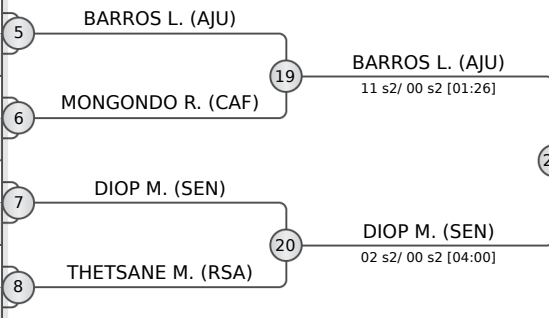 5
BARROS L. (AJU)
19
BARROS L. (AJU)
11 s2/ 00 s2 [01:26]
6
MONGONDO R. (CAF)
7
DIOP M. (SEN)
20
DIOP M. (SEN)
02 s2/ 00 s2 [04:00]
8
THETSANE M. (RSA)